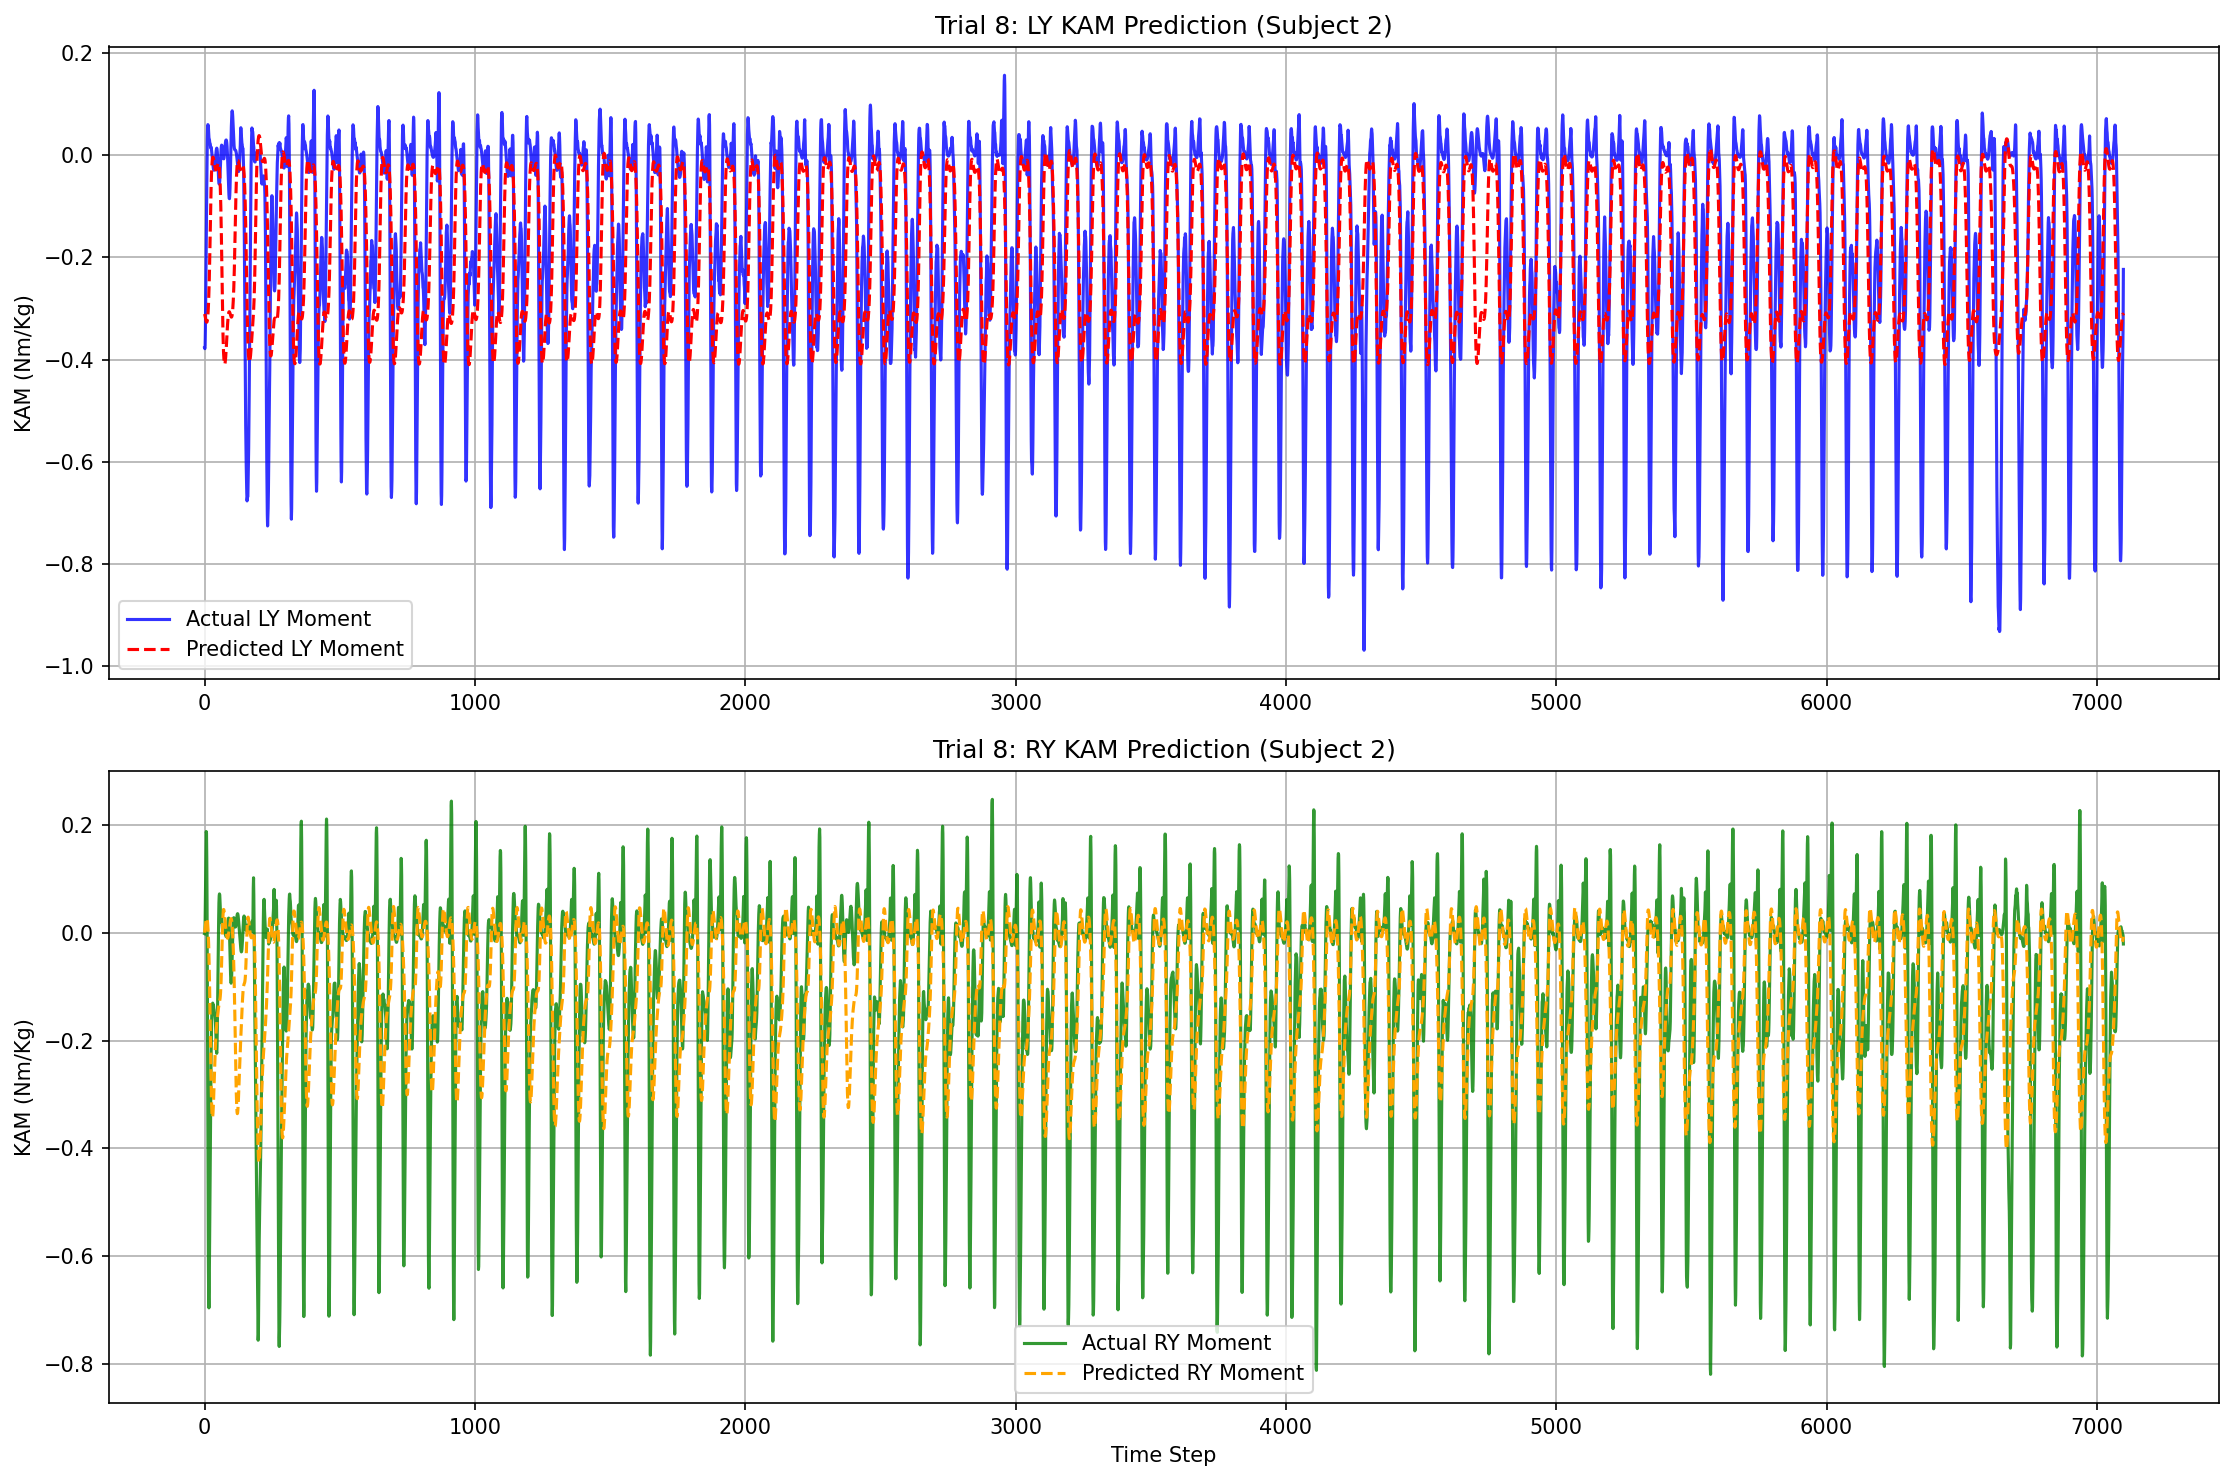 Trial 8: LY KAM Prediction (Subject 2)
KAM (Nm/Kg)
0.2
0.0
−0.2
−0.4
−0.6
−0.8
−1.0
Actual LY Moment
Predicted LY Moment
0 1000 2000 3000 4000 5000 6000 7000
Trial 8: RY KAM Prediction (Subject 2)
KAM (Nm/Kg)
0.2
0.0
−0.2
−0.4
−0.6
−0.8
Actual RY Moment
Predicted RY Moment
0 1000 2000 3000 4000 5000 6000 7000
Time Step